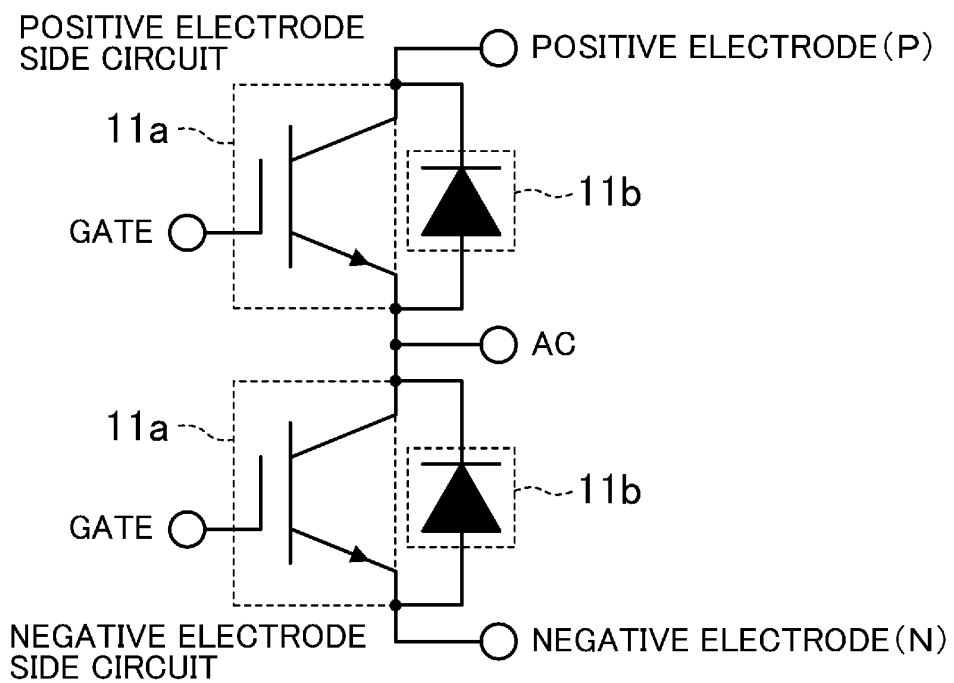 POSITIVE ELECTRODE
SIDE CIRCUIT
POSITIVE ELECTRODE(P)
11a
11b
GATE
AC
11a
11b
GATE
NEGATIVE ELECTRODE
SIDE CIRCUIT
NEGATIVE ELECTRODE(N)